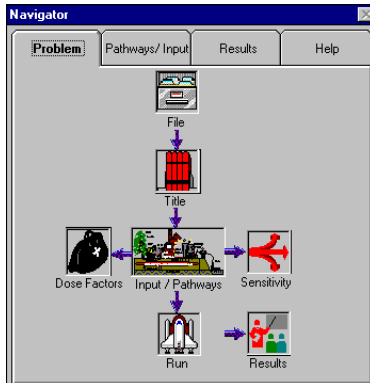 Navigator
Problem
Pathways/ Input
Results
Help
File
Title
Dose Factors
Input / Pathways
Sensitivity
Run
Results